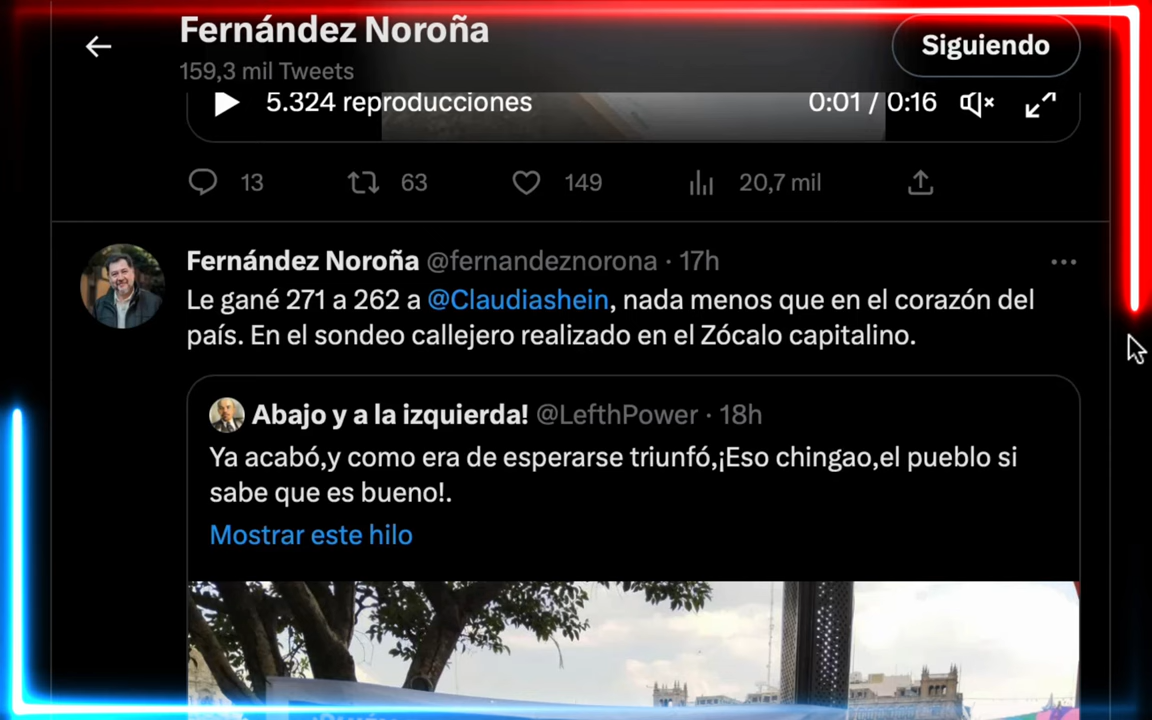 Fernández Noroña
159,3 mil Tweets
Siguiendo
5.324 reproducciones
0:01 / 0:16
13 63 149 20,7 mil
Fernández Noroña @fernandeznorona · 17h
Le gané 271 a 262 a @Claudiashein, nada menos que en el corazón del
país. En el sondeo callejero realizado en el Zócalo capitalino.
Abajo y a la izquierda! @LefthPower · 18h
Ya acabó,y como era de esperarse triunfó,¡Eso chingao,el pueblo si
sabe que es bueno!.
Mostrar este hilo